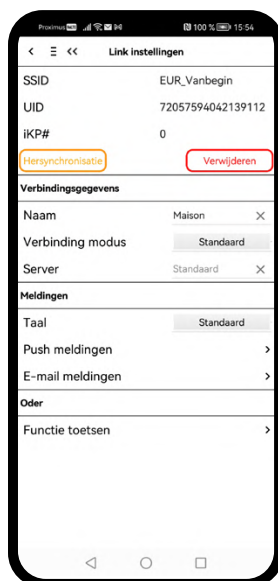 Proximus 100 % 15:54
Link instellingen
SSID EUR_Vanbegin
UID 72057594042139112
iKP# 0
Hersynchronisatie Verwijderen
Verbindingsgegevens
Naam Maison
Verbinding modus Standaard
Server Standaard
Meldingen
Taal Standaard
Push meldingen
E-mail meldingen
Oder
Functie toetsen